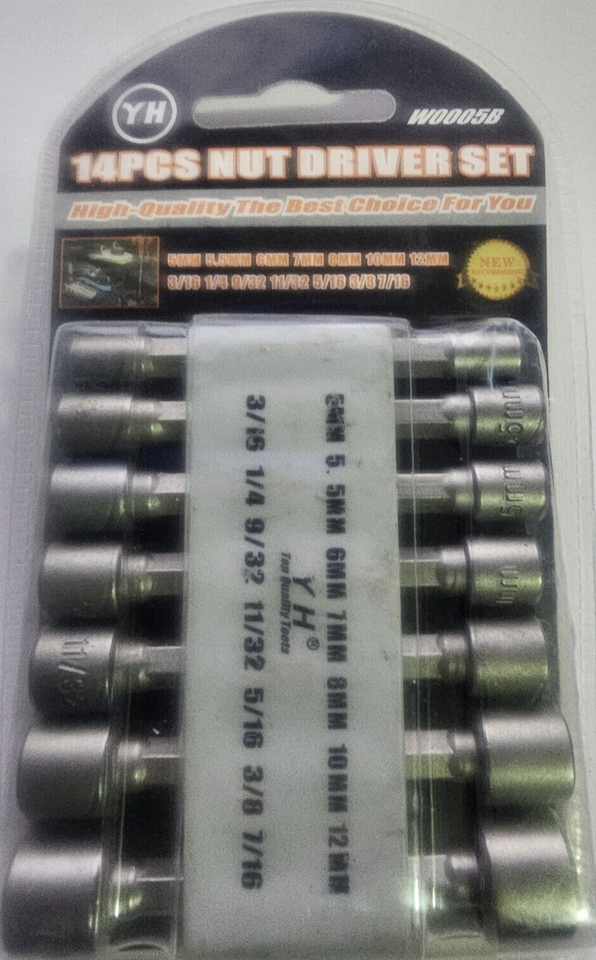 YH
W0005B
14PCS NUT DRIVER SET
High-Quality The Best Choice For You
5MM 5.5MM 6MM 7MM 8MM 10MM 12MM
3/16 1/4 9/32 11/32 5/16 3/8 7/16
NEW
RECOMMEND
5MM 5.5MM 6MM 7MM 8MM 10MM 12MM
YH®
Top Quality Tools
3/16 1/4 9/32 11/32 5/16 3/8 7/16
11/32